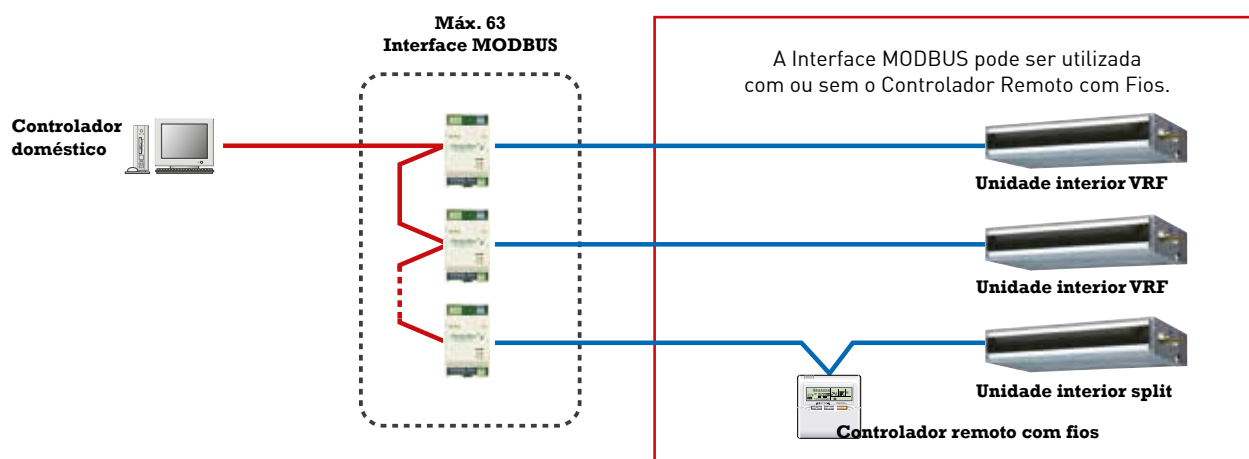 Máx. 63
Interface MODBUS
A Interface MODBUS pode ser utilizada
com ou sem o Controlador Remoto com Fios.
Controlador
doméstico
Unidade interior VRF
Unidade interior VRF
Unidade interior split
Controlador remoto com fios